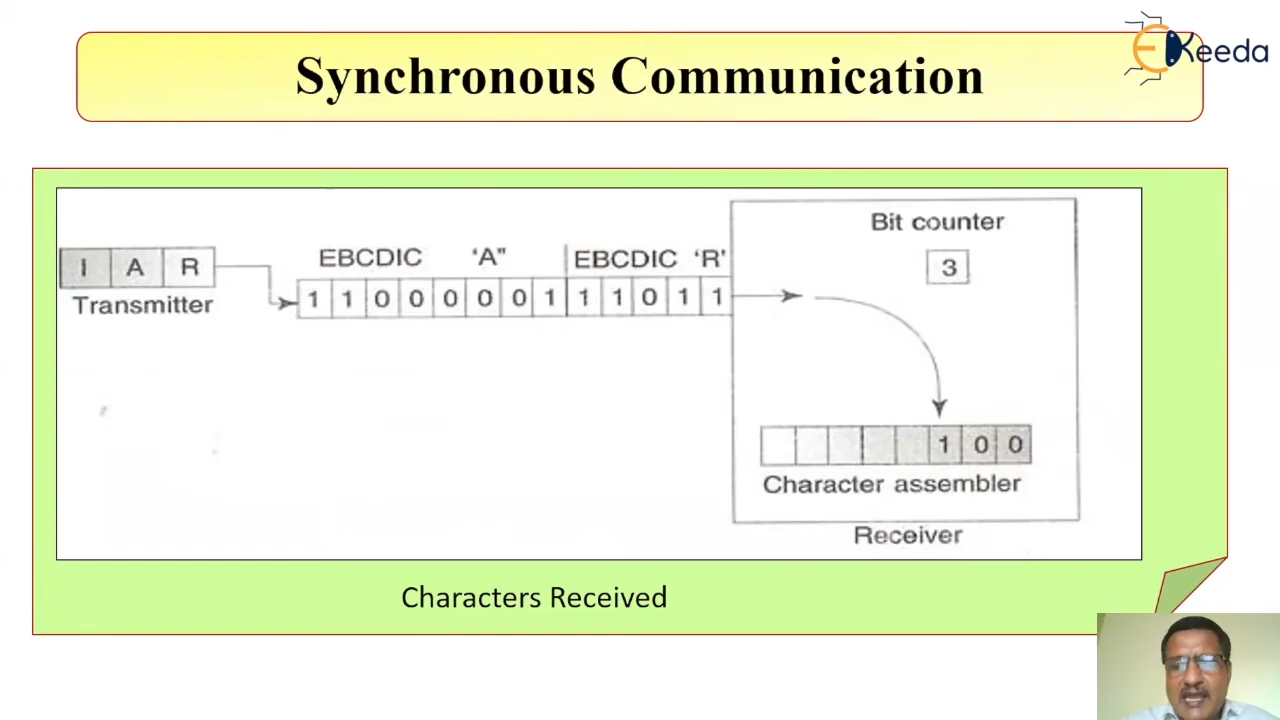 Synchronous Communication
EKeeda
Bit counter
3
EBCDIC 'A" EBCDIC 'R'
I A R
1 1 0 0 0 0 0 1 1 1 0 1 1
Transmitter
1 0 0
Character assembler
Receiver
Characters Received